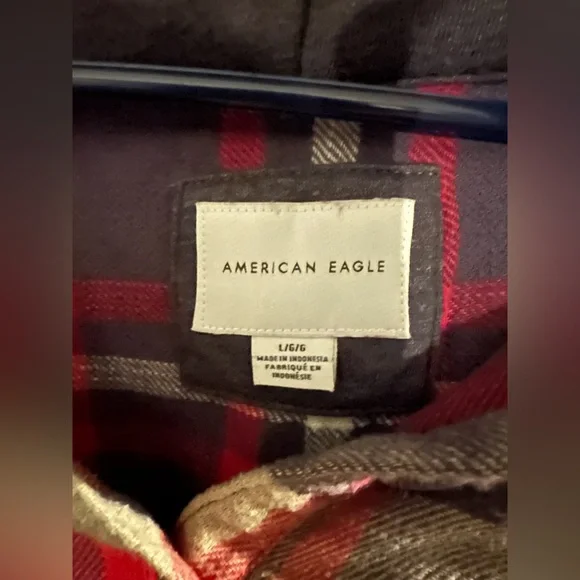 AMERICAN EAGLE
L/G/G
MADE IN INDONESIA
FABRIQUÉ EN
INDONÉSIE